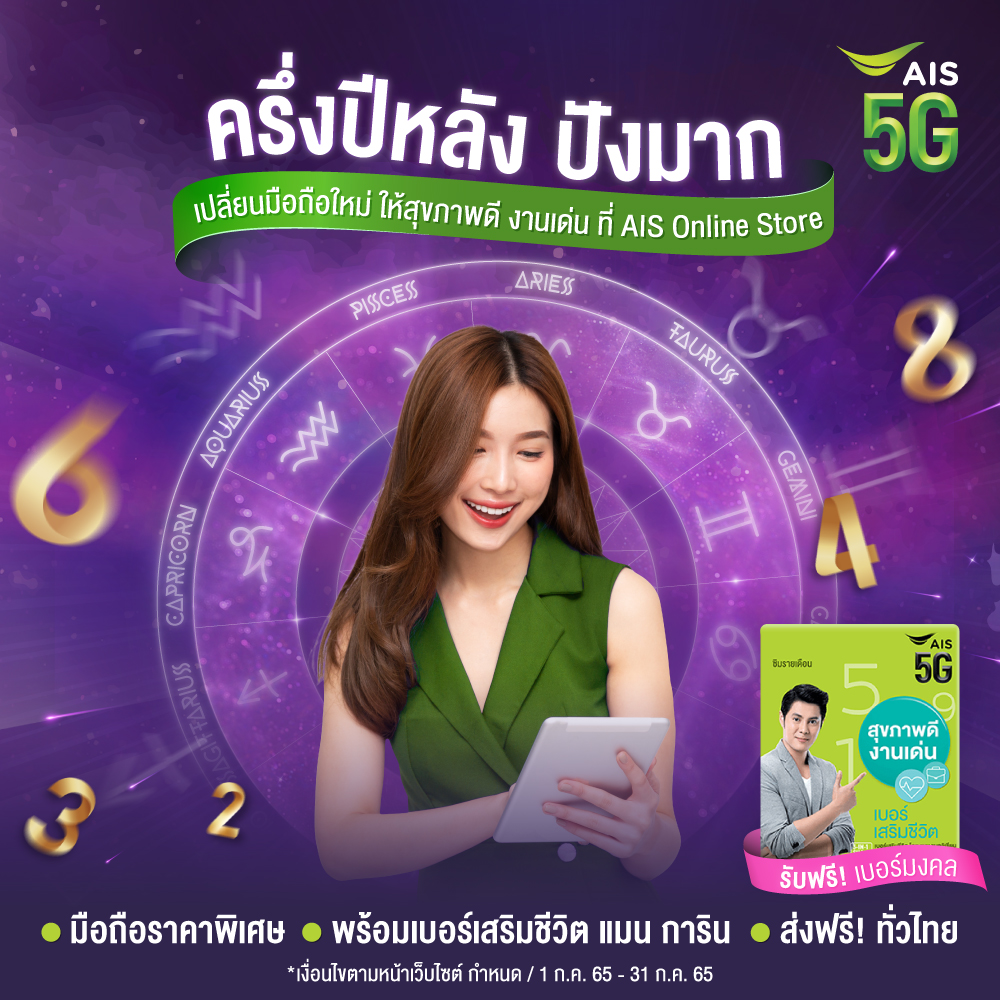 AIS
5G
ครึ่งปีหลัง ปังมาก
เปลี่ยนมือถือใหม่ ให้สุขภาพดี งานเด่น ที่ AIS Online Store
ARIES
PISCES
TAURUS
AQUARIUS
GEMINI
CAPRICORN
8
6
4
3
2
AIS
5G
ซิมรายเดือน
5
9
1
สุขภาพดี
งานเด่น
เบอร์
เสริมชีวิต
รับฟรี! เบอร์มงคล
• มือถือราคาพิเศษ • พร้อมเบอร์เสริมชีวิต แมน การิน • ส่งฟรี! ทั่วไทย
*เงื่อนไขตามหน้าเว็บไซต์ กำหนด / 1 ก.ค. 65 - 31 ก.ค. 65